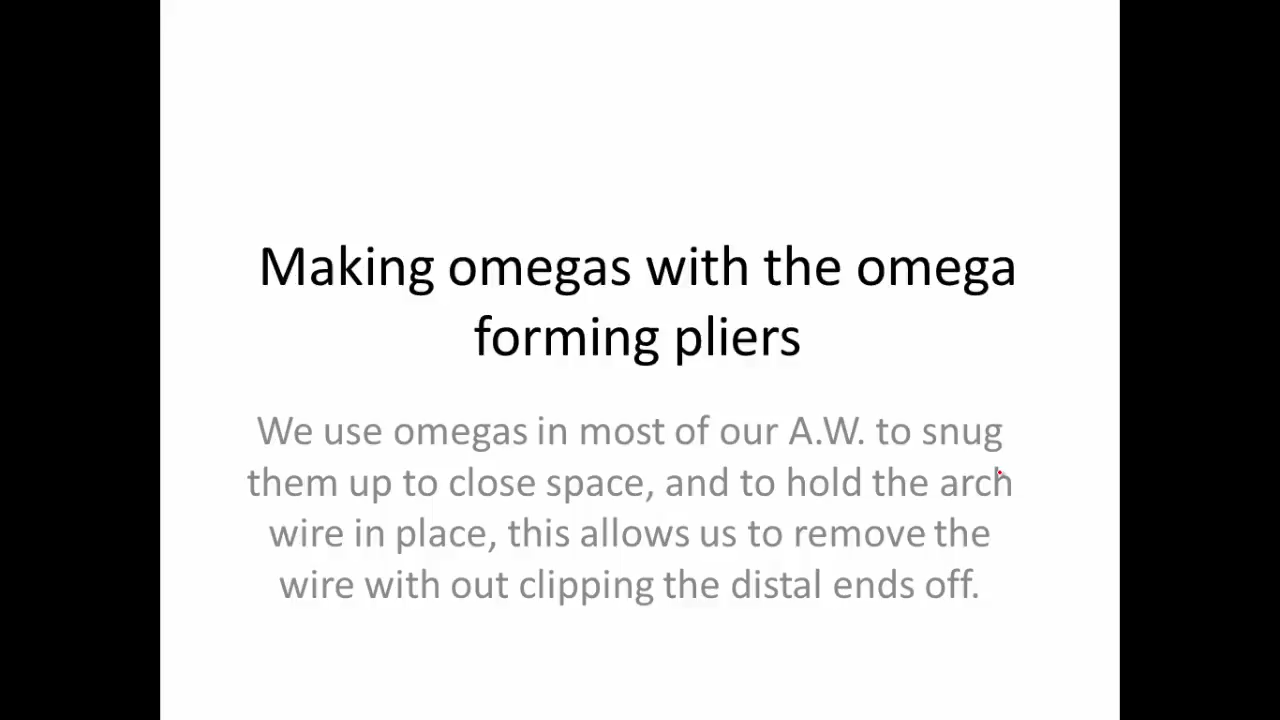 Making omegas with the omega
forming pliers
We use omegas in most of our A.W. to snug
them up to close space, and to hold the arch
wire in place, this allows us to remove the
wire with out clipping the distal ends off.